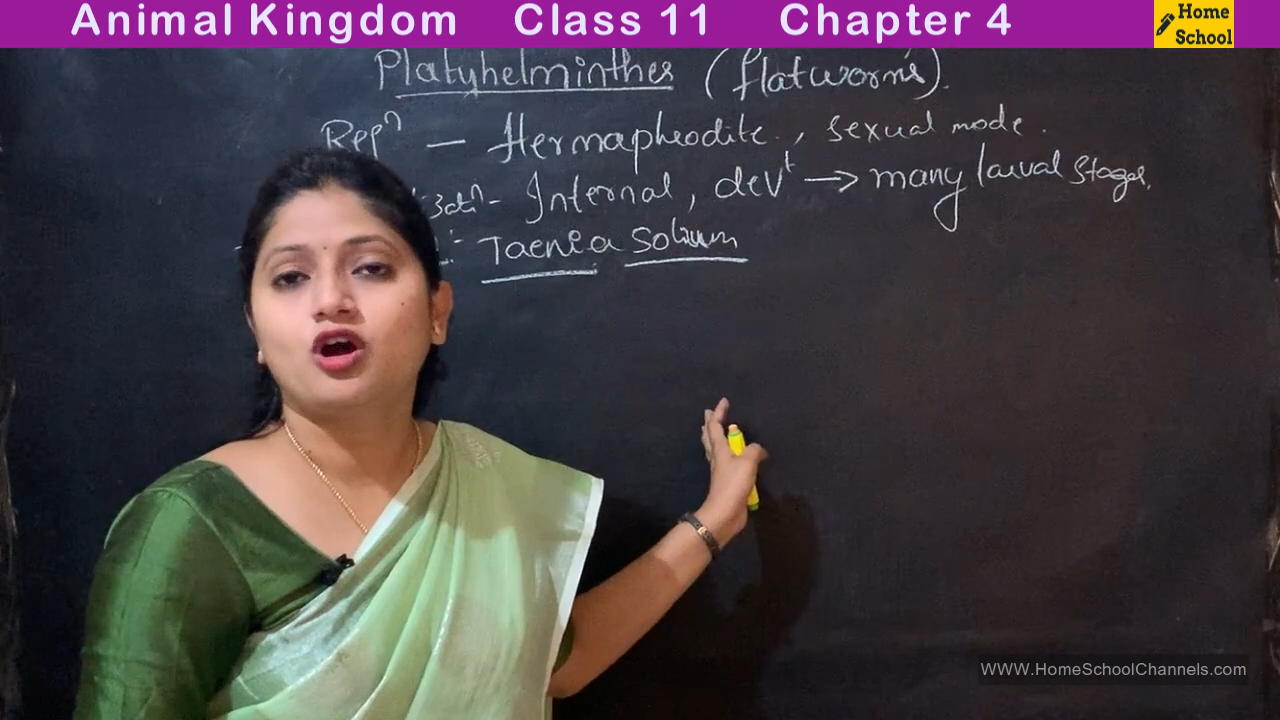 Animal Kingdom Class 11 Chapter 4
Home
School
Platyhelminthes (flatworm's).
Repⁿ — Hermaphrodite, sexual mode.
Internal, devᵗ → many larval stages.
Taenia Solium
WWW.HomeSchoolChannels.com